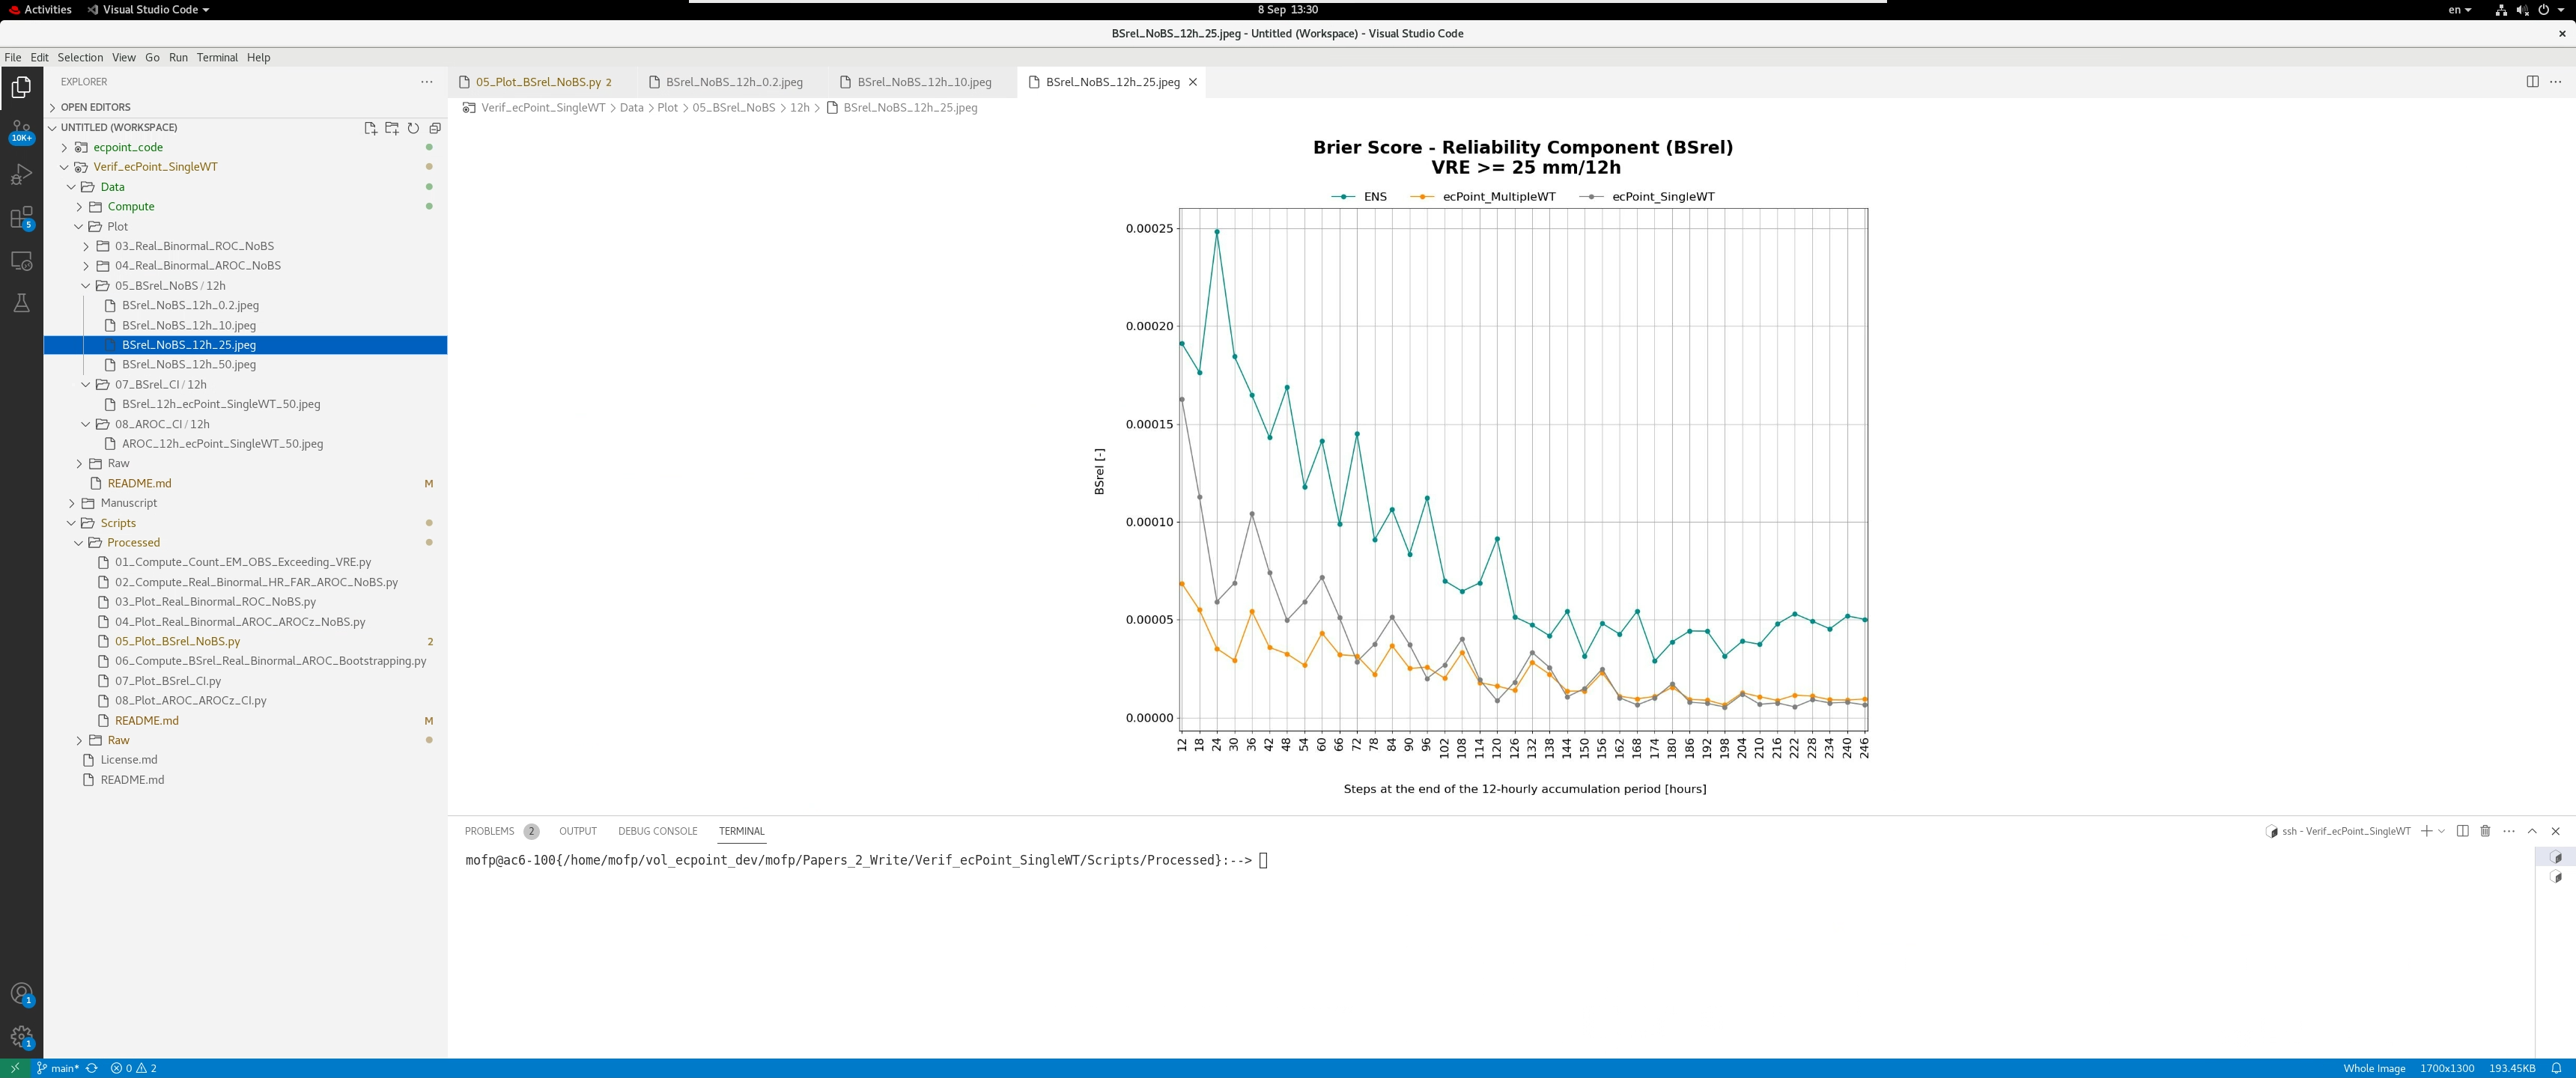 Activities
Visual Studio Code
8 Sep 13:30
en
BSrel_NoBS_12h_25.jpeg - Untitled (Workspace) - Visual Studio Code
File Edit Selection View Go Run Terminal Help
EXPLORER
OPEN EDITORS
UNTITLED (WORKSPACE)
ecpoint_code
Verif_ecPoint_SingleWT
Data
Compute
Plot
03_Real_Binormal_ROC_NoBS
04_Real_Binormal_AROC_NoBS
05_BSrel_NoBS / 12h
BSrel_NoBS_12h_0.2.jpeg
BSrel_NoBS_12h_10.jpeg
BSrel_NoBS_12h_25.jpeg
BSrel_NoBS_12h_50.jpeg
07_BSrel_CI / 12h
BSrel_12h_ecPoint_SingleWT_50.jpeg
08_AROC_CI / 12h
AROC_12h_ecPoint_SingleWT_50.jpeg
Raw
README.md M
Manuscript
Scripts
Processed
01_Compute_Count_EM_OBS_Exceeding_VRE.py
02_Compute_Real_Binormal_HR_FAR_AROC_NoBS.py
03_Plot_Real_Binormal_ROC_NoBS.py
04_Plot_Real_Binormal_AROC_AROCz_NoBS.py
05_Plot_BSrel_NoBS.py 2
06_Compute_BSrel_Real_Binormal_AROC_Bootstrapping.py
07_Plot_BSrel_CI.py
08_Plot_AROC_AROCz_CI.py
README.md M
Raw
License.md
README.md
10K+
5
1
1
05_Plot_BSrel_NoBS.py 2
BSrel_NoBS_12h_0.2.jpeg
BSrel_NoBS_12h_10.jpeg
BSrel_NoBS_12h_25.jpeg
Verif_ecPoint_SingleWT > Data > Plot > 05_BSrel_NoBS > 12h > BSrel_NoBS_12h_25.jpeg
Brier Score - Reliability Component (BSrel)
VRE >= 25 mm/12h
ENS ecPoint_MultipleWT ecPoint_SingleWT
0.00025
0.00020
0.00015
0.00010
0.00005
0.00000
BSrel [-]
12 18 24 30 36 42 48 54 60 66 72 78 84 90 96 102 108 114 120 126 132 138 144 150 156 162 168 174 180 186 192 198 204 210 216 222 228 234 240 246
Steps at the end of the 12-hourly accumulation period [hours]
PROBLEMS 2 OUTPUT DEBUG CONSOLE TERMINAL
ssh - Verif_ecPoint_SingleWT
mofp@ac6-100{/home/mofp/vol_ecpoint_dev/mofp/Papers_2_Write/Verif_ecPoint_SingleWT/Scripts/Processed}:-->
main* 0 2
Whole Image 1700x1300 193.45KB